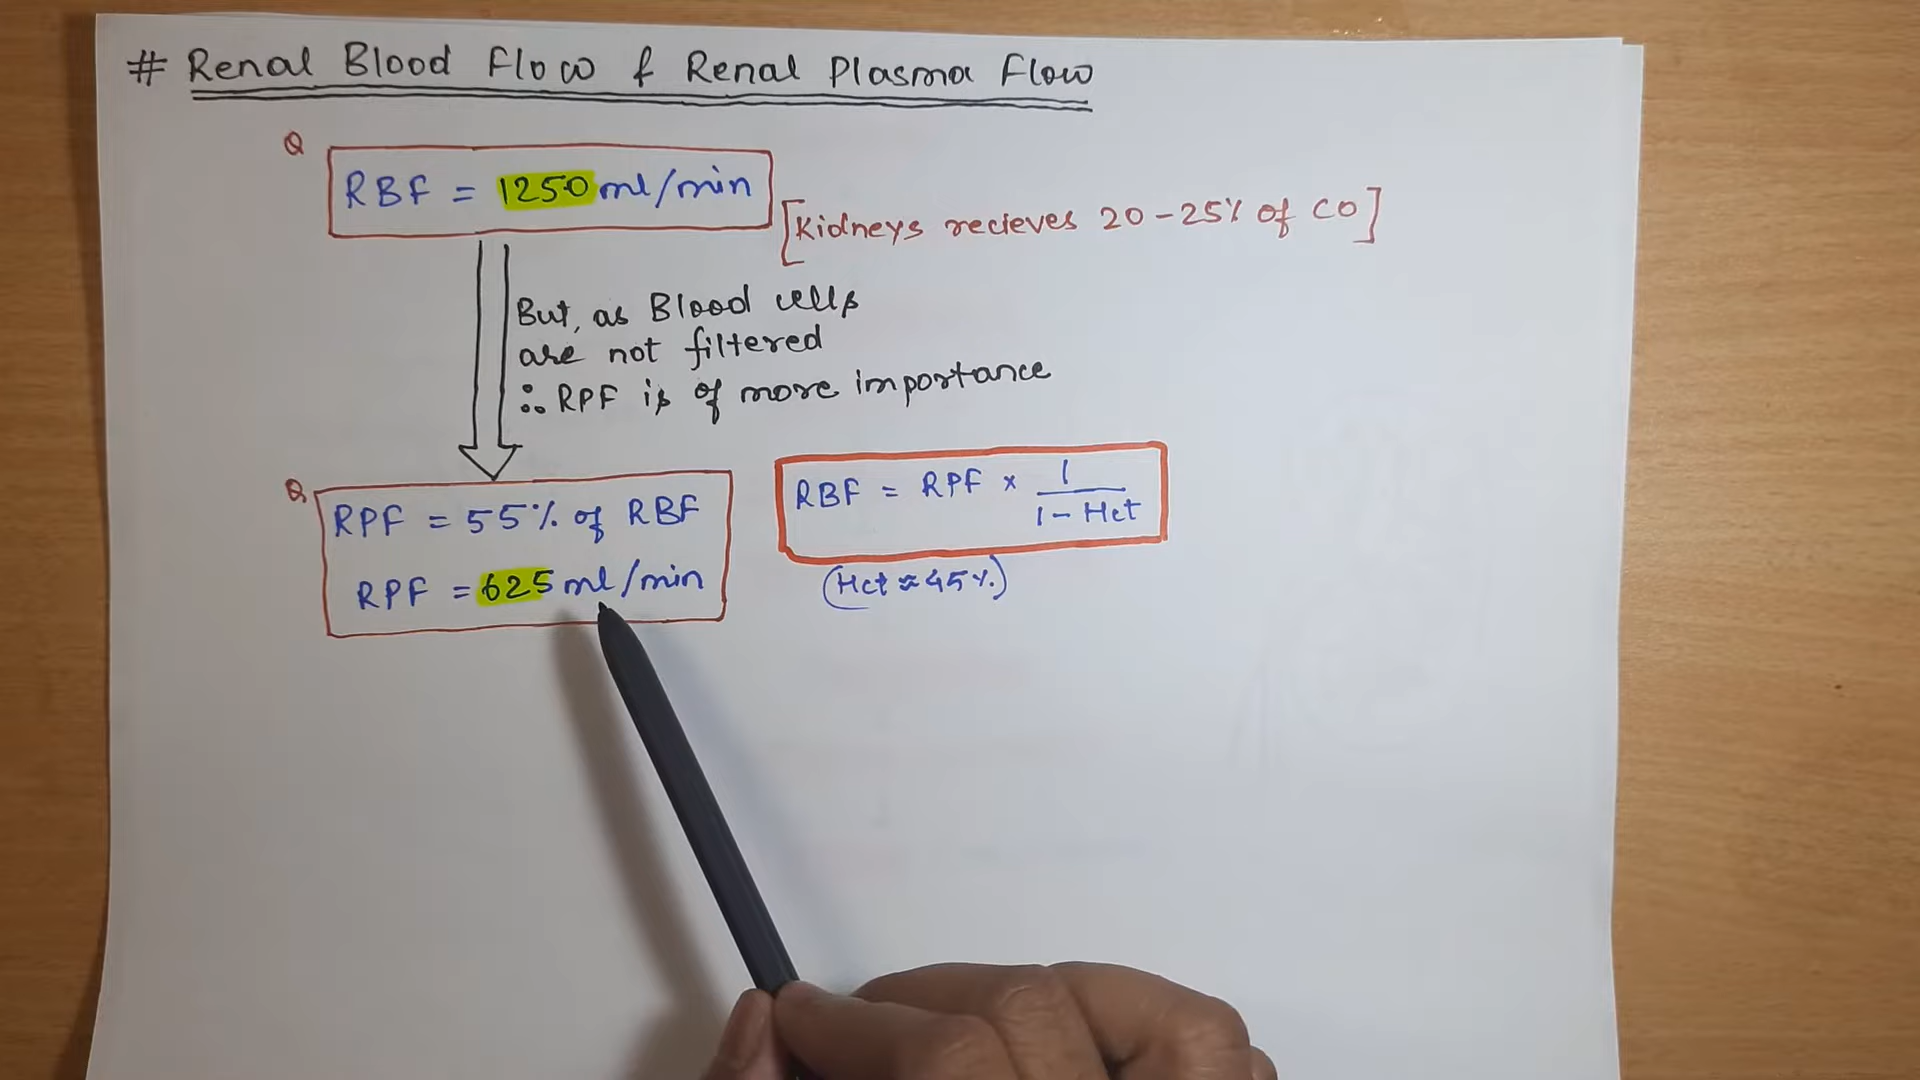 # Renal Blood Flow & Renal Plasma Flow
Q
RBF = 1250 ml/min
[Kidneys recieves 20-25% of CO]
But, as Blood cells
are not filtered
∴ RPF is of more importance
Q
RPF = 55% of RBF
RPF = 625 ml/min
RBF = RPF × 1 / 1 - Hct
(Hct ≈ 45%)